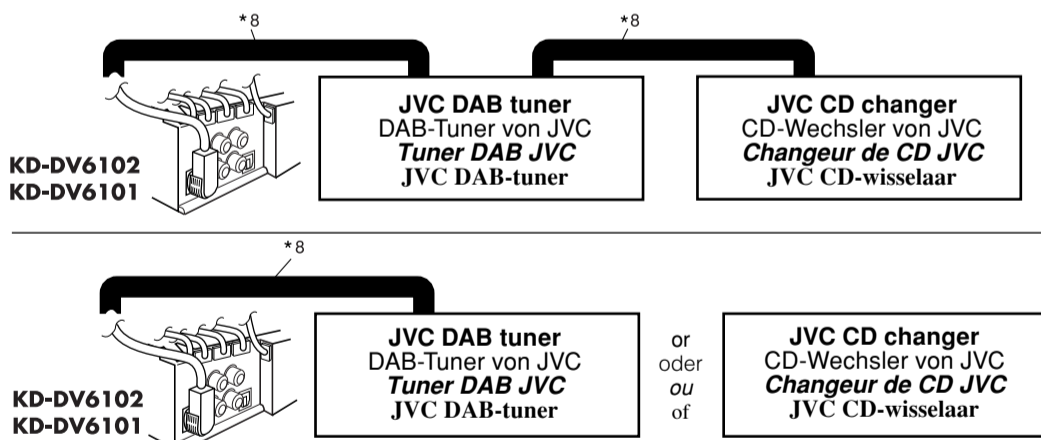 *8
*8
KD-DV6102
KD-DV6101
JVC DAB tuner
DAB-Tuner von JVC
Tuner DAB JVC
JVC DAB-tuner
JVC CD changer
CD-Wechsler von JVC
Changeur de CD JVC
JVC CD-wisselaar
*8
KD-DV6102
KD-DV6101
JVC DAB tuner
DAB-Tuner von JVC
Tuner DAB JVC
JVC DAB-tuner
or
oder
ou
of
JVC CD changer
CD-Wechsler von JVC
Changeur de CD JVC
JVC CD-wisselaar